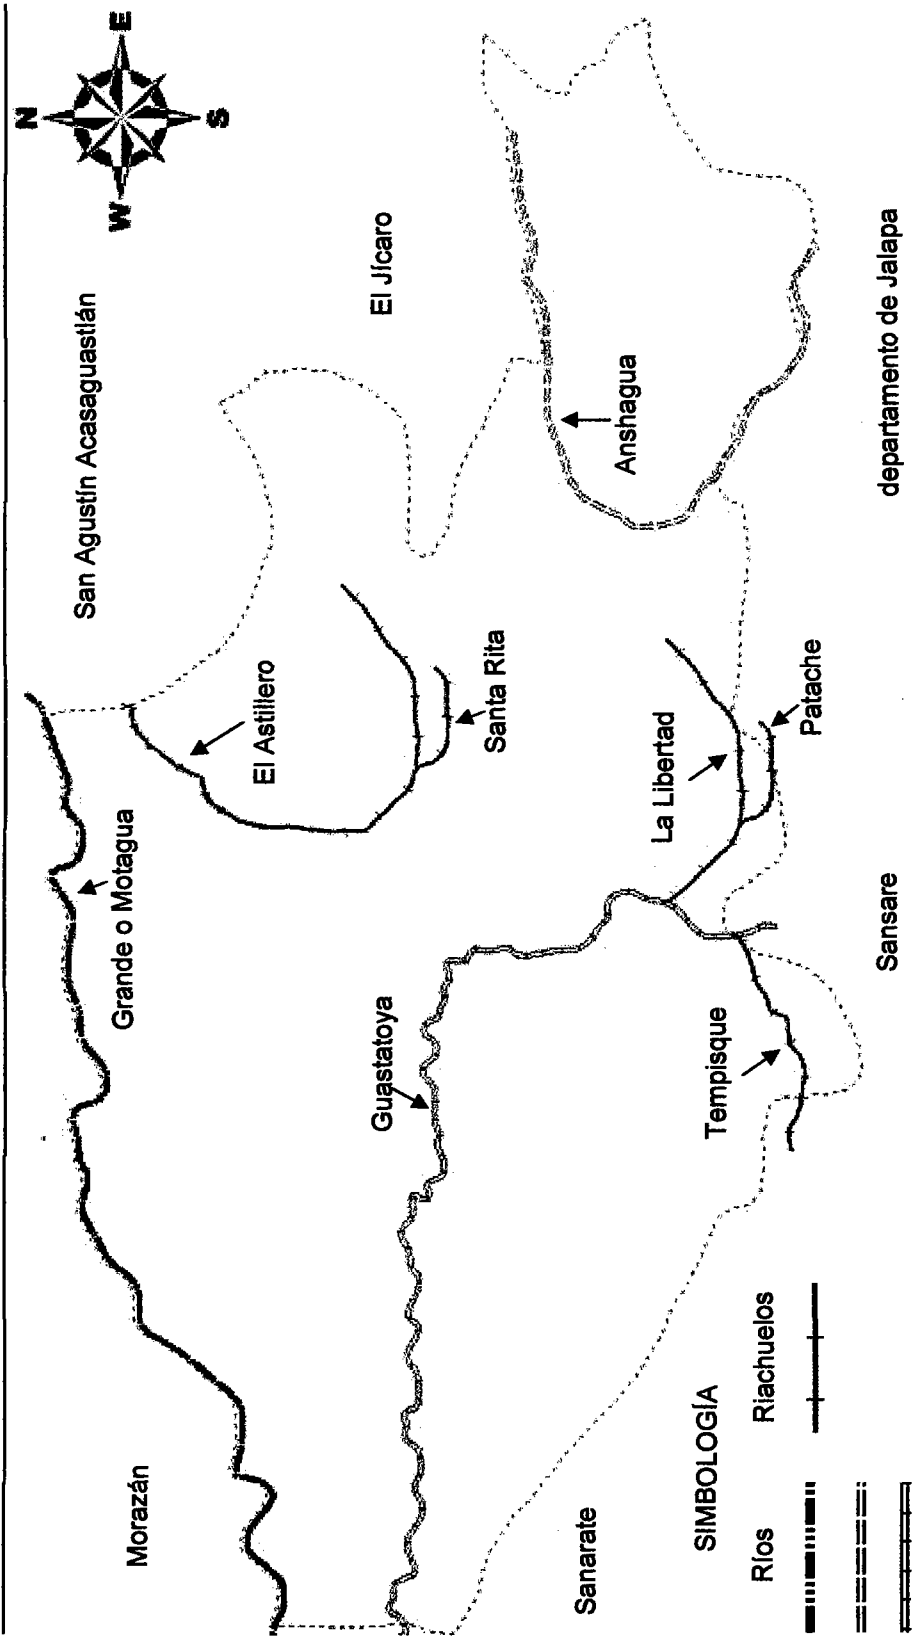 N
W
E
S
San Agustín Acasaguastlán
Morazán
Grande o Motagua
El Astillero
El Jícaro
Guastatoya
Santa Rita
Anshagua
Sanarate
La Libertad
Tempisque
Patache
Sansare
departamento de Jalapa
SIMBOLOGÍA
Ríos
Riachuelos